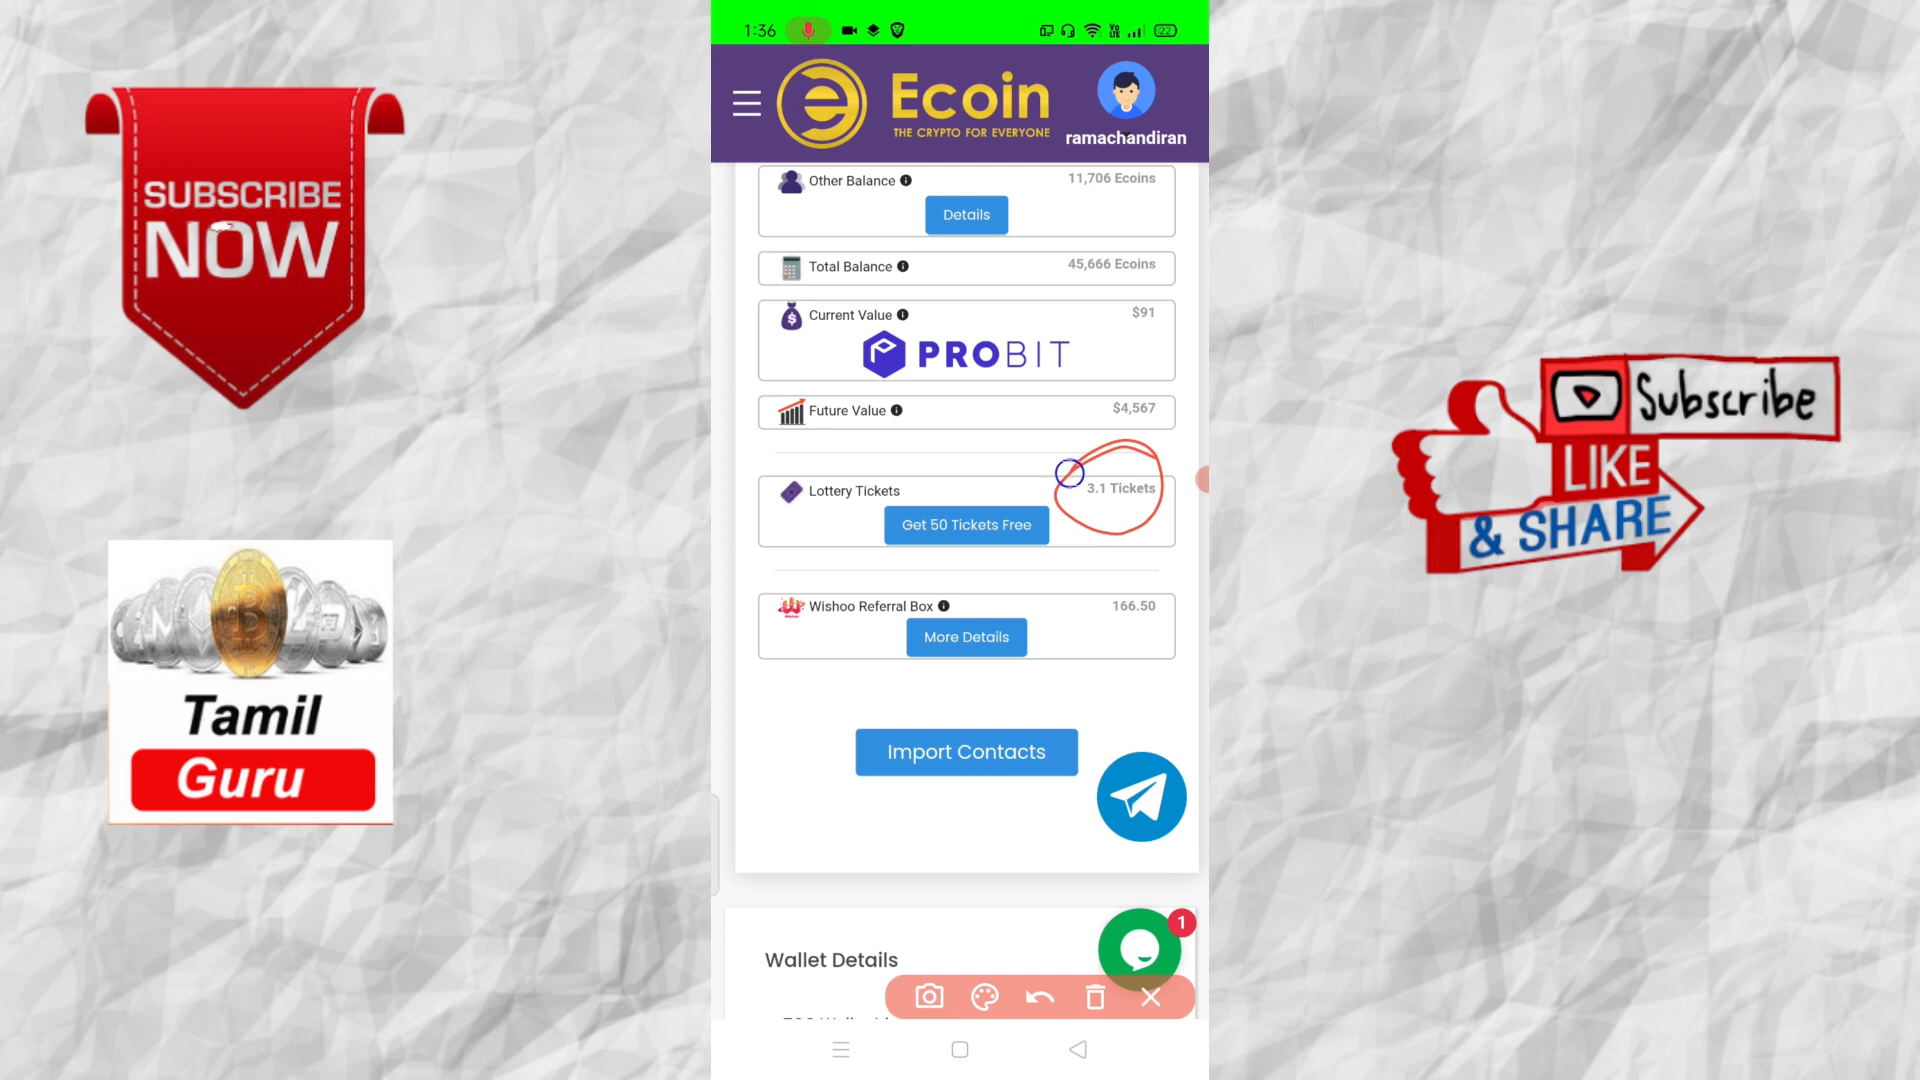 SUBSCRIBE
NOW
Tamil
Guru
1:36
22
Ecoin
THE CRYPTO FOR EVERYONE
ramachandiran
Other Balance
11,706 Ecoins
Details
Total Balance
45,666 Ecoins
Current Value
$91
PROBIT
Future Value
$4,567
Lottery Tickets
3.1 Tickets
Get 50 Tickets Free
Wishoo Referral Box
166.50
More Details
Import Contacts
1
Wallet Details
Subscribe
LIKE
& SHARE